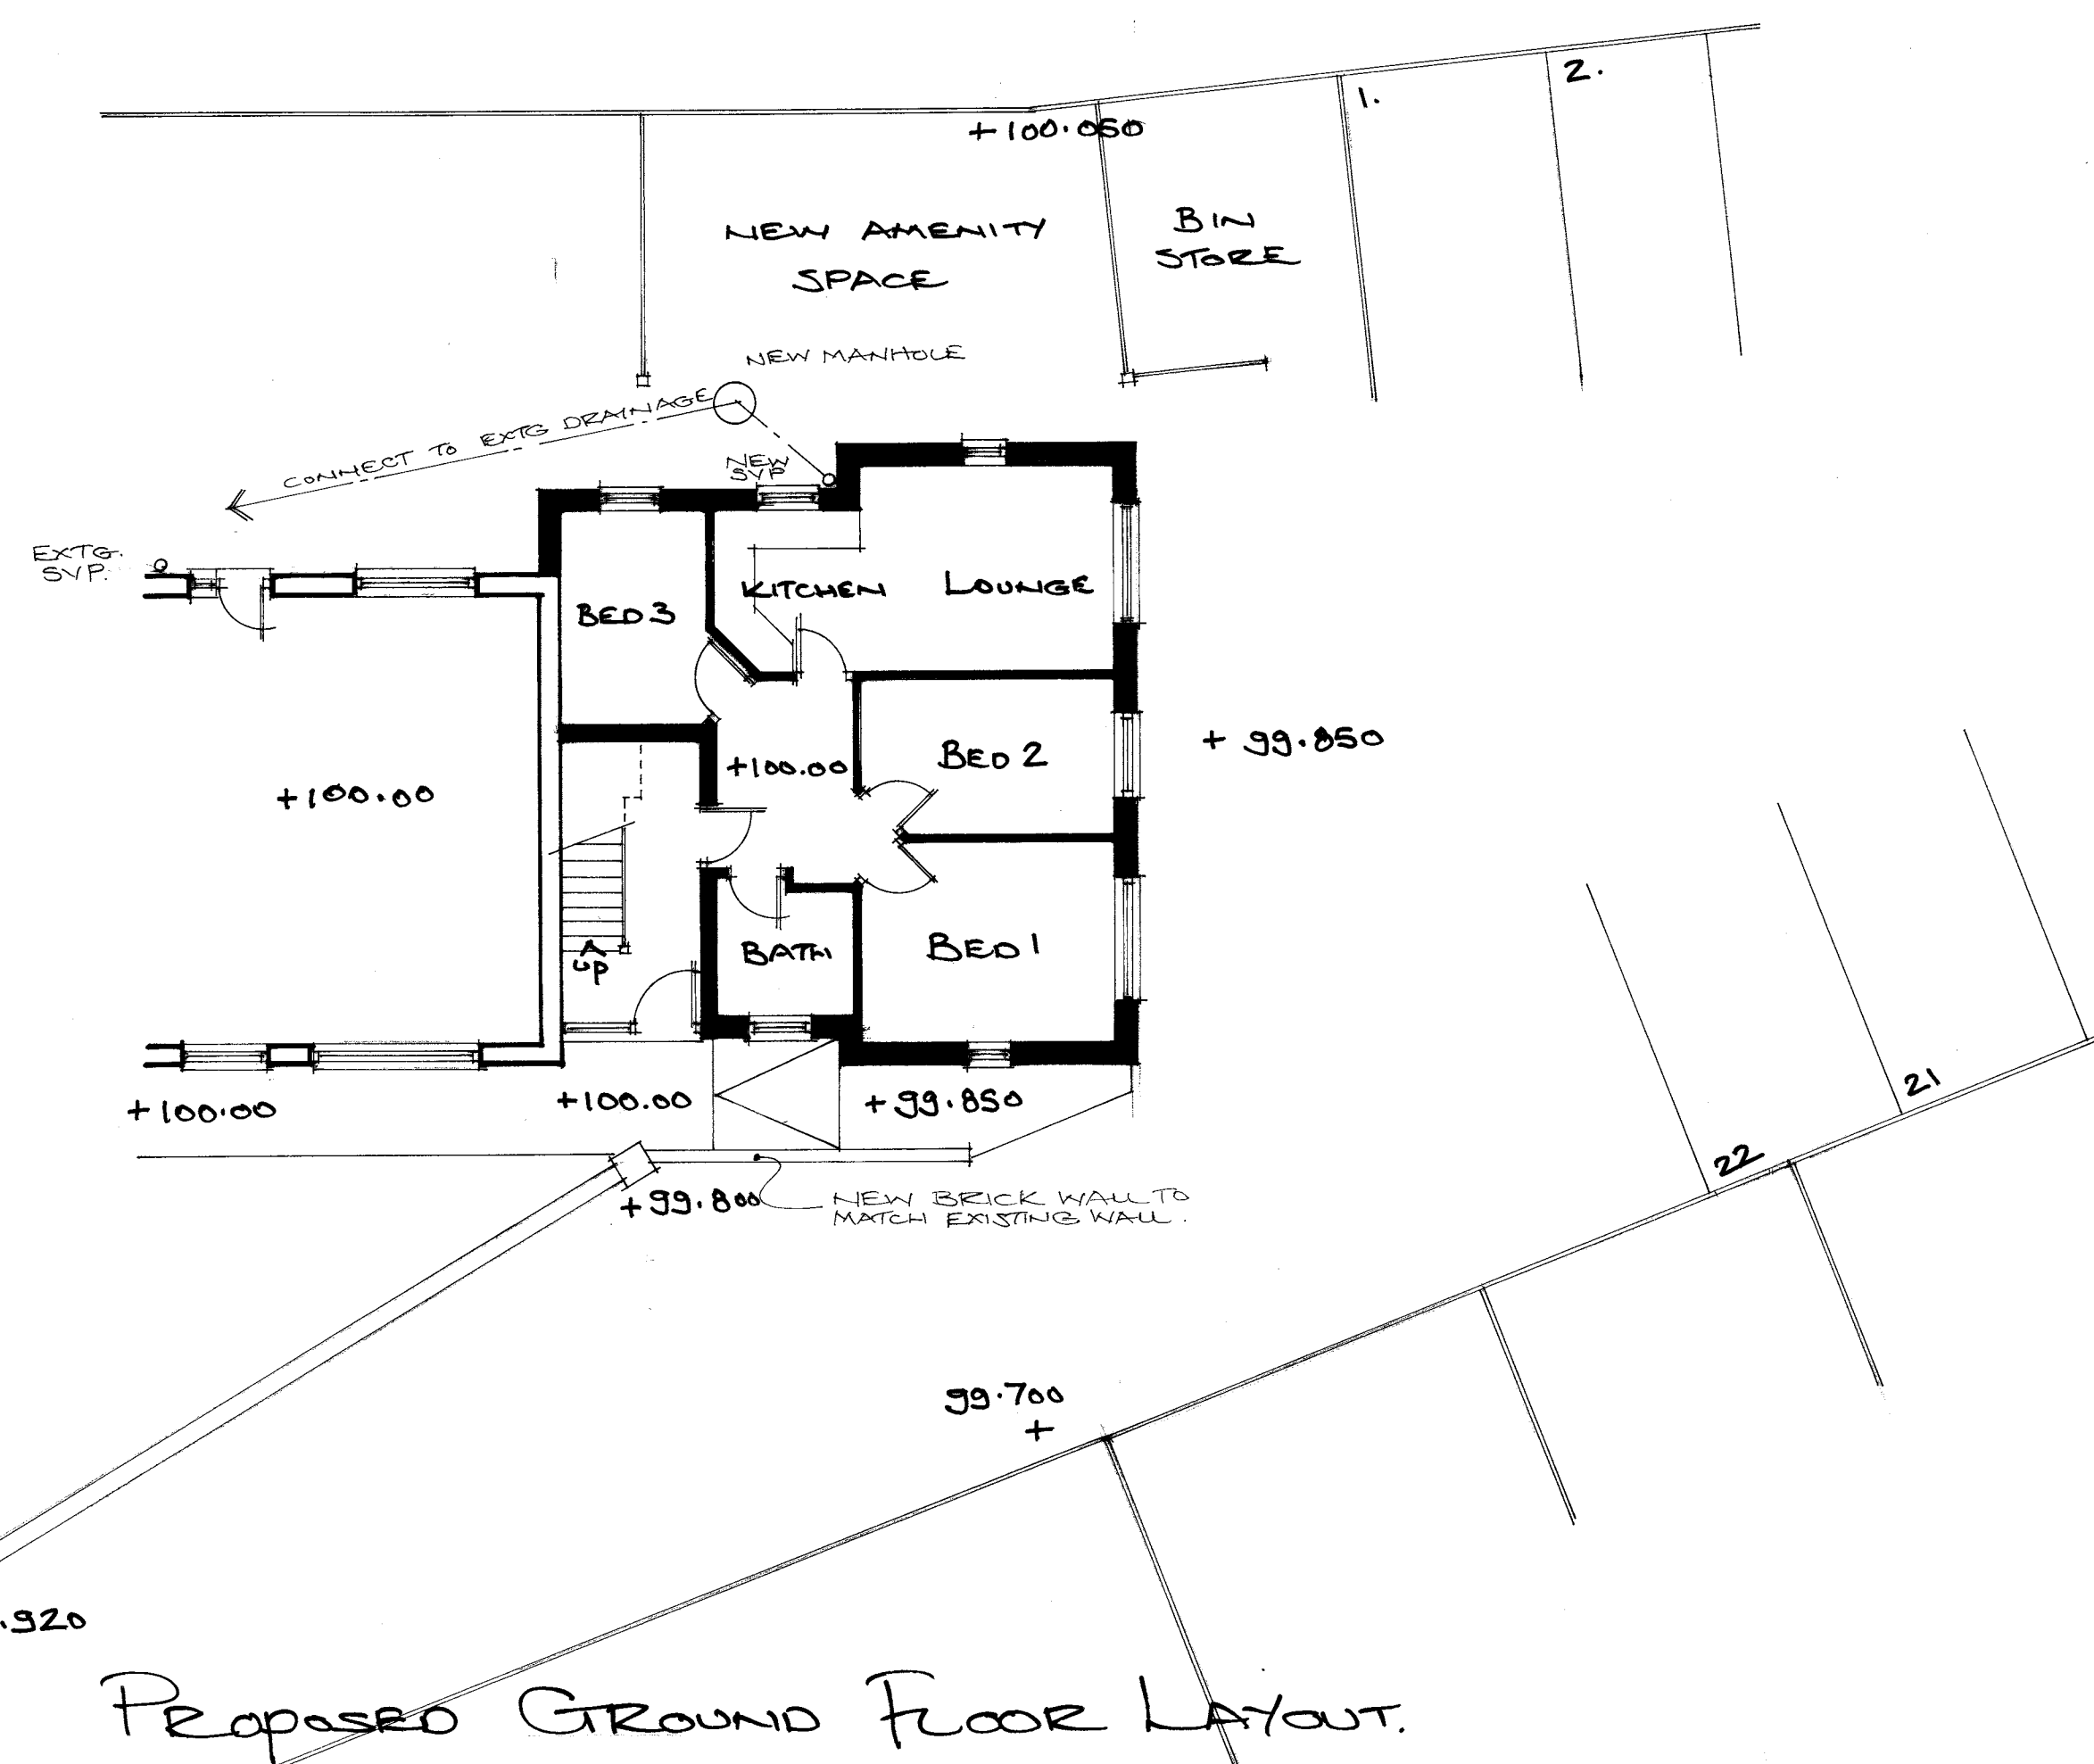 1.
2.
+100.050
NEW AMENITY
SPACE
BIN
STORE
NEW MANHOLE
CONNECT TO EXTG DRAINAGE
NEW
SVP
EXTG.
SVP.
BED 3
KITCHEN
LOUNGE
+100.00
+100.00
BED 2
+ 99.850
BED 1
BATH
UP
+100.00
+100.00
+99.850
21
22
+99.800
NEW BRICK WALL TO
MATCH EXISTING WALL.
99.700
+
.920
PROPOSED GROUND FLOOR LAYOUT.